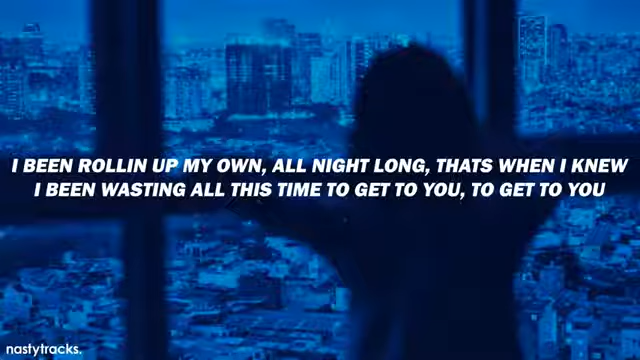 I BEEN ROLLIN UP MY OWN, ALL NIGHT LONG, THATS WHEN I KNEW
I BEEN WASTING ALL THIS TIME TO GET TO YOU, TO GET TO YOU
nastytracks.